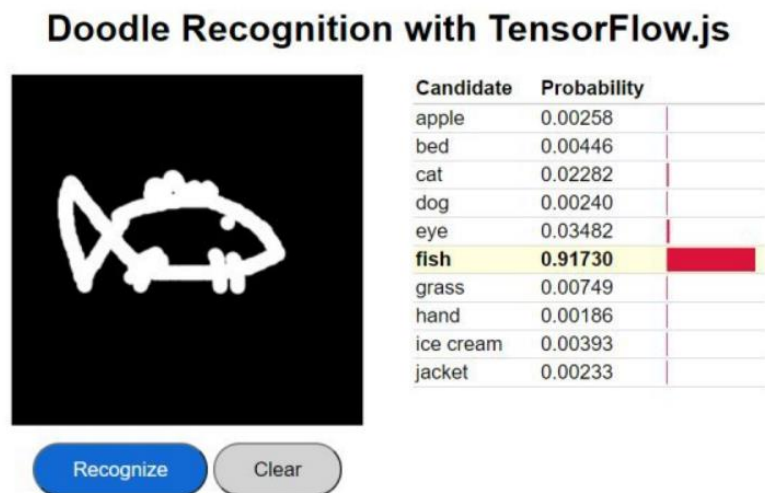 Doodle Recognition with TensorFlow.js
Candidate Probability
apple 0.00258
bed 0.00446
cat 0.02282
dog 0.00240
eye 0.03482
fish 0.91730
grass 0.00749
hand 0.00186
ice cream 0.00393
jacket 0.00233
Recognize Clear